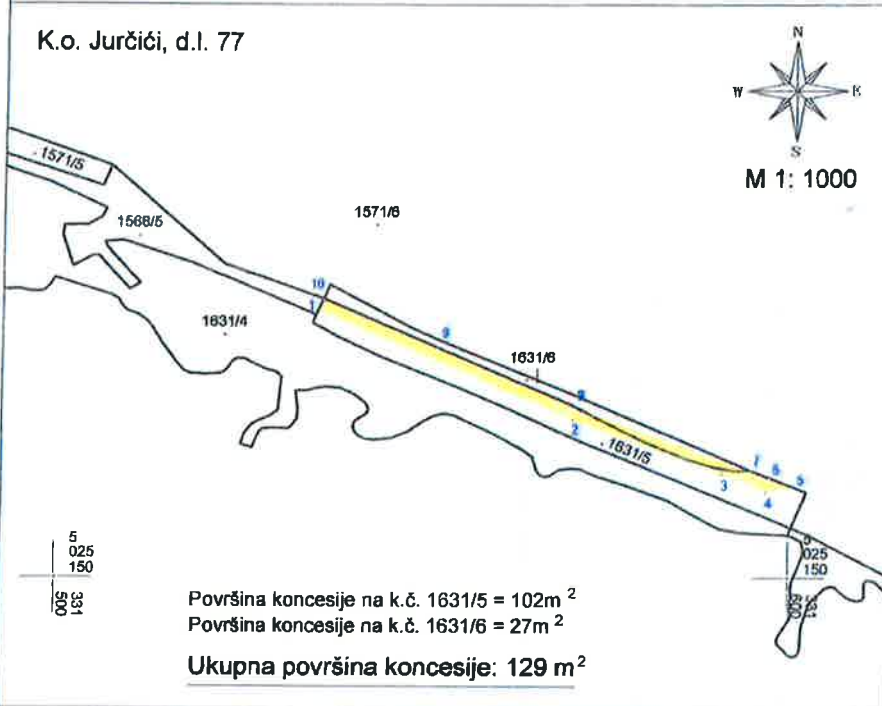 K.o. Jurčići, d.l. 77
N
W
E
S
M 1: 1000
1571/5
1571/6
1568/5
10
1
1631/4
9
1631/6
8
2
1631/5
7
6
5
3
4
5
025
150
331
500
5
025
150
331
600
Površina koncesije na k.č. 1631/5 = 102m ²
Površina koncesije na k.č. 1631/6 = 27m ²
Ukupna površina koncesije: 129 m²